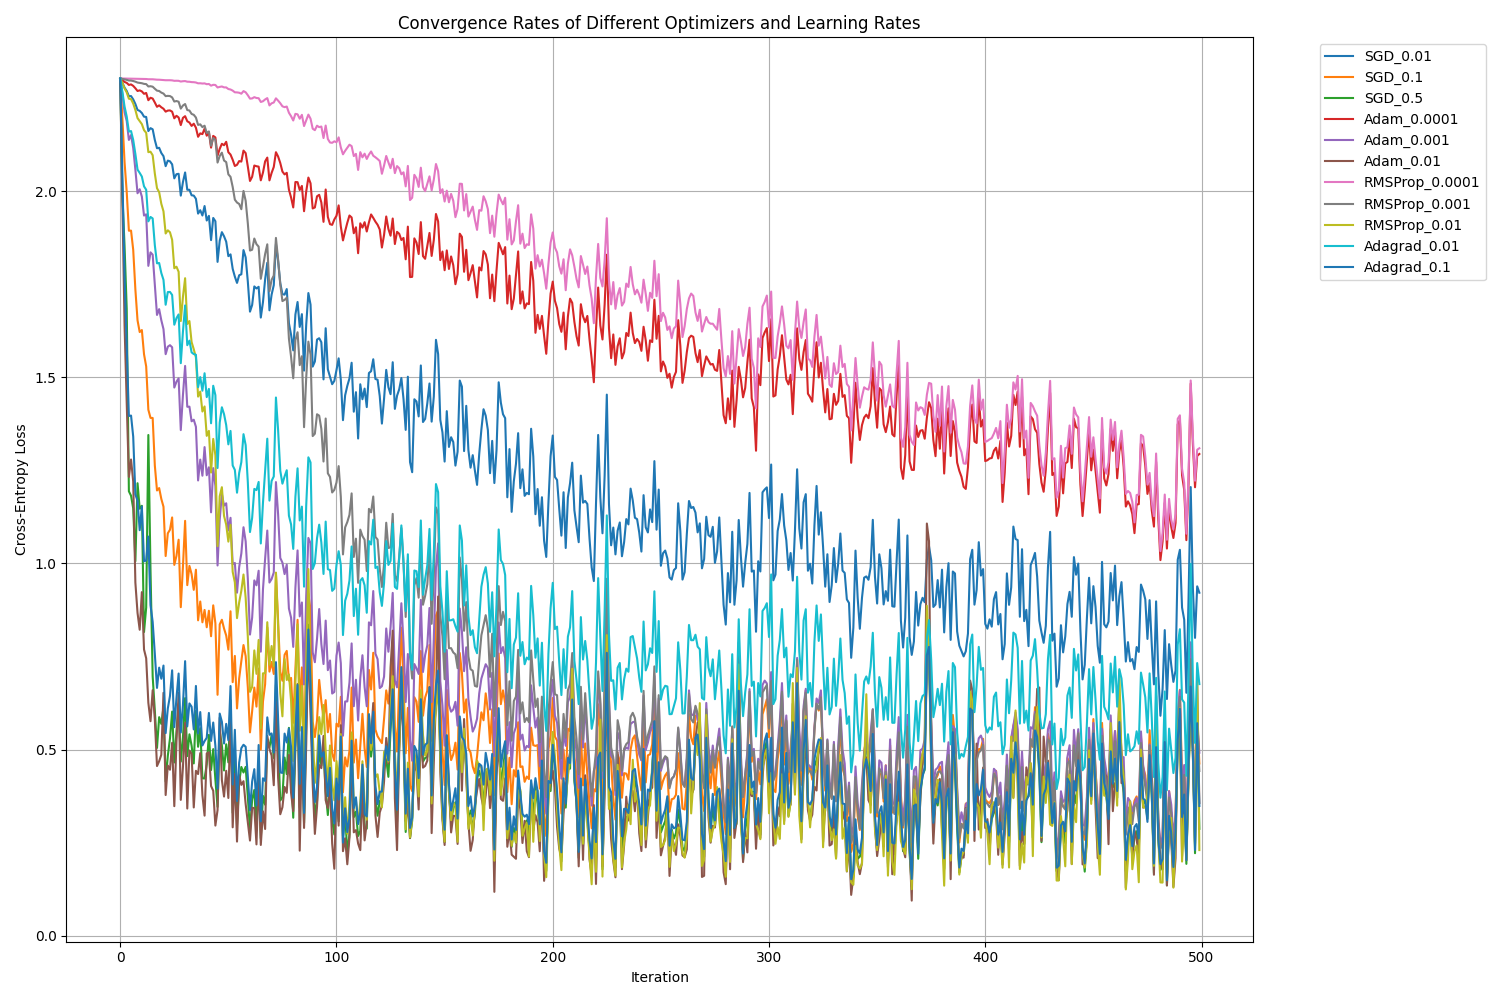 Convergence Rates of Different Optimizers and Learning Rates
SGD_0.01
SGD_0.1
SGD_0.5
Adam_0.0001
Adam_0.001
Adam_0.01
RMSProp_0.0001
RMSProp_0.001
RMSProp_0.01
Adagrad_0.01
Adagrad_0.1
Cross-Entropy Loss
2.0
1.5
1.0
0.5
0.0
0 100 200 300 400 500
Iteration